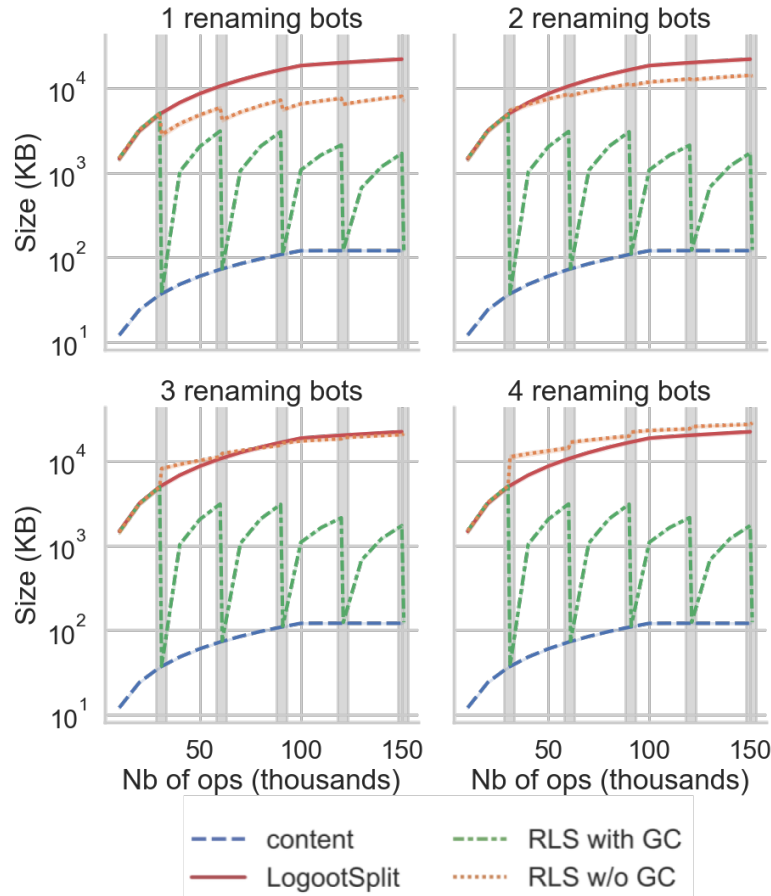 1 renaming bots
2 renaming bots
Size (KB)
10^4
10^3
10^2
10^1
3 renaming bots
4 renaming bots
Size (KB)
10^4
10^3
10^2
10^1
50 100 150
50 100 150
Nb of ops (thousands)
Nb of ops (thousands)
content
LogootSplit
RLS with GC
RLS w/o GC